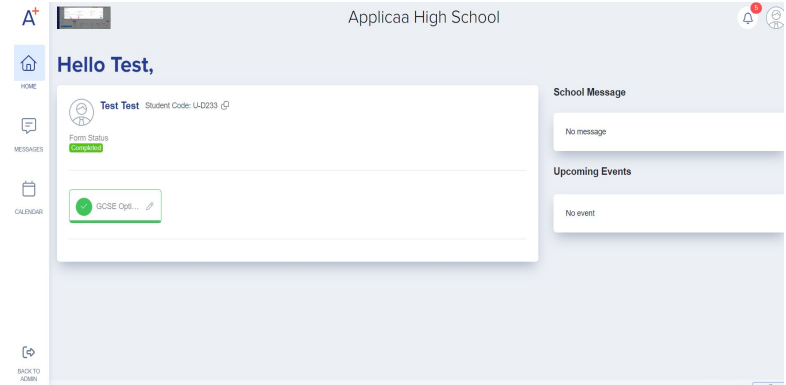 A+
Applicaa High School
5
HOME
MESSAGES
CALENDAR
BACK TO
ADMIN
Hello Test,
Test Test Student Code: U-D233
Form Status
Completed
GCSE Opti...
School Message
No message
Upcoming Events
No event